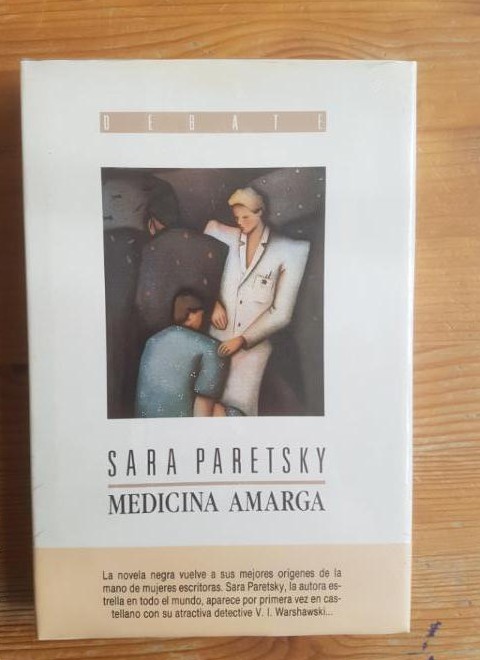 DEBATE
SARA PARETSKY
MEDICINA AMARGA
La novela negra vuelve a sus mejores orígenes de la
mano de mujeres escritoras. Sara Paretsky, la autora es-
trella en todo el mundo, aparece por primera vez en cas-
tellano con su atractiva detective V. I. Warshawski...